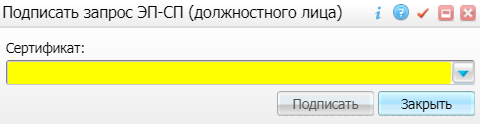 Подписать запрос ЭП-СП (должностного лица)
Сертификат:
Подписать
Закрыть